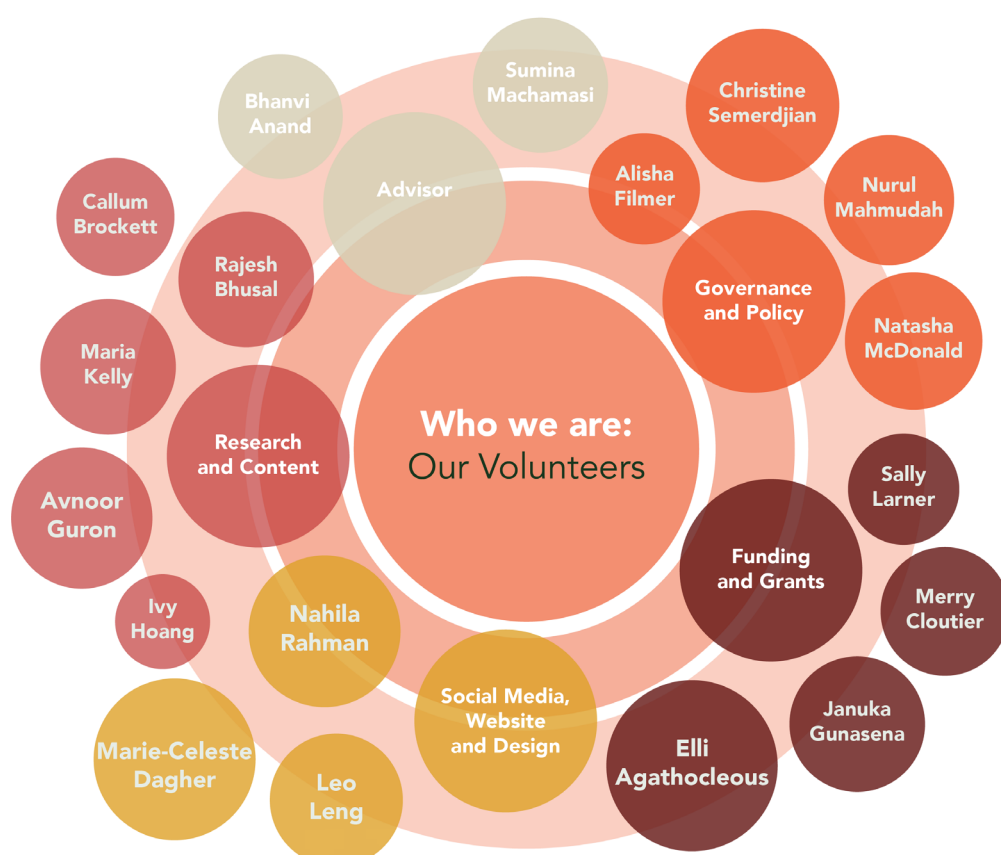 Who we are:
Our Volunteers
Advisor
Bhanvi
Anand
Sumina
Machamasi
Governance
and Policy
Alisha
Filmer
Christine
Semerdjian
Nurul
Mahmudah
Natasha
McDonald
Funding
and Grants
Sally
Larner
Merry
Cloutier
Januka
Gunasena
Elli
Agathocleous
Social Media,
Website
and Design
Leo
Leng
Marie-Celeste
Dagher
Nahila
Rahman
Research
and Content
Ivy
Hoang
Avnoor
Guron
Maria
Kelly
Rajesh
Bhusal
Callum
Brockett